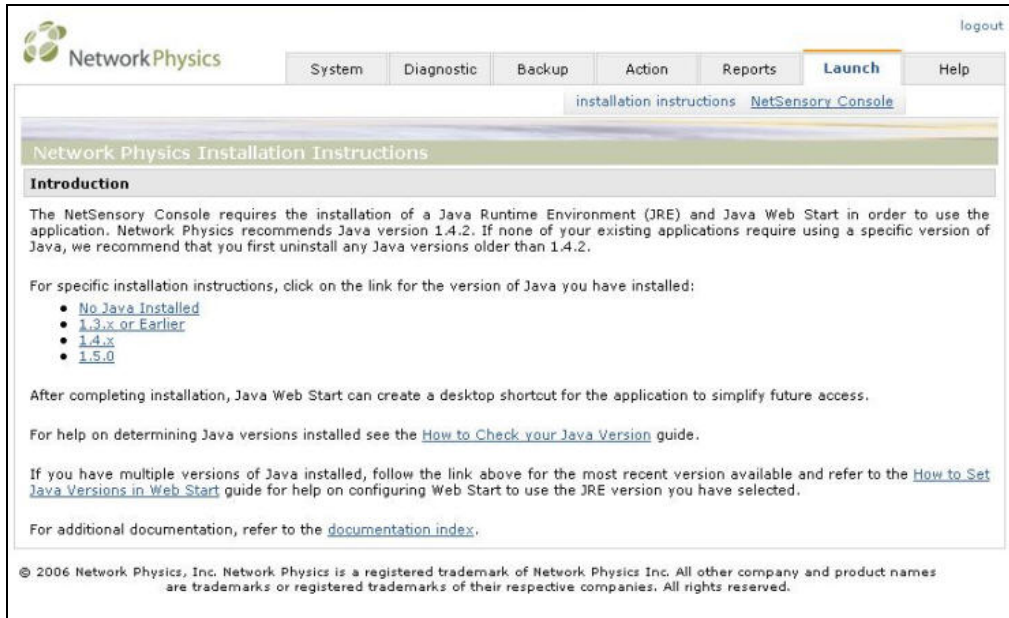 logout
NetworkPhysics
System Diagnostic Backup Action Reports Launch Help
installation instructions NetSensory Console
Network Physics Installation Instructions
Introduction
The NetSensory Console requires the installation of a Java Runtime Environment (JRE) and Java Web Start in order to use the
application. Network Physics recommends Java version 1.4.2. If none of your existing applications require using a specific version of
Java, we recommend that you first uninstall any Java versions older than 1.4.2.
For specific installation instructions, click on the link for the version of Java you have installed:
• No Java Installed
• 1.3.x or Earlier
• 1.4.x
• 1.5.0
After completing installation, Java Web Start can create a desktop shortcut for the application to simplify future access.
For help on determining Java versions installed see the How to Check your Java Version guide.
If you have multiple versions of Java installed, follow the link above for the most recent version available and refer to the How to Set
Java Versions in Web Start guide for help on configuring Web Start to use the JRE version you have selected.
For additional documentation, refer to the documentation index.
© 2006 Network Physics, Inc. Network Physics is a registered trademark of Network Physics Inc. All other company and product names
are trademarks or registered trademarks of their respective companies. All rights reserved.